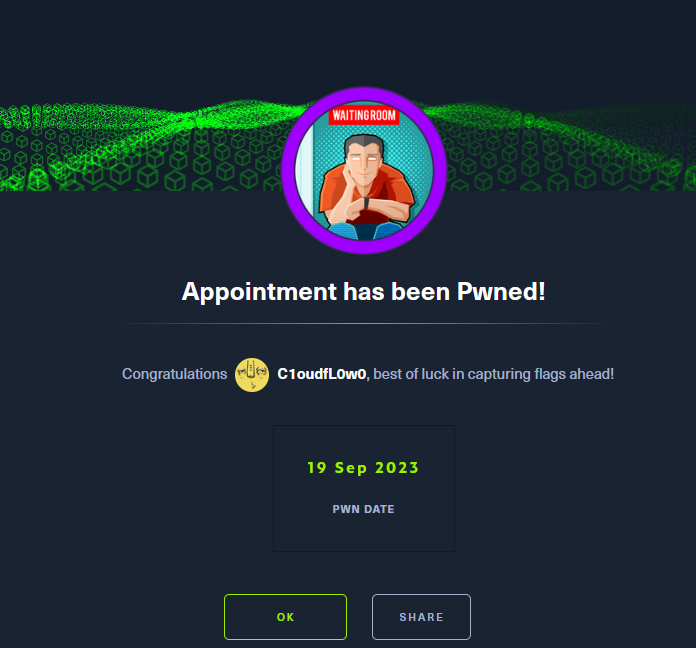 WAITING ROOM
Appointment has been Pwned!
Congratulations C1oudfL0w0, best of luck in capturing flags ahead!
19 Sep 2023
PWN DATE
OK
SHARE